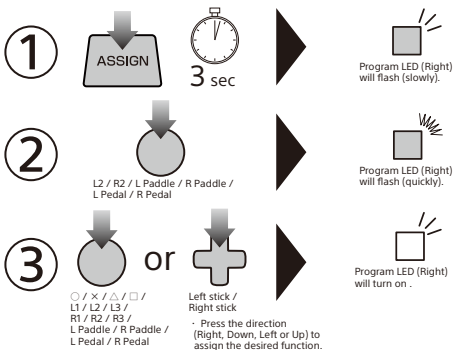 1
ASSIGN
3 sec
Program LED (Right)
will flash (slowly).
2
L2 / R2 / L Paddle / R Paddle /
L Pedal / R Pedal
Program LED (Right)
will flash (quickly).
3
or
○ / × / △ / □ /
L1 / L2 / L3 /
R1 / R2 / R3 /
L Paddle / R Paddle /
L Pedal / R Pedal
Left stick /
Right stick
· Press the direction
(Right, Down, Left or Up) to
assign the desired function.
Program LED (Right)
will turn on .